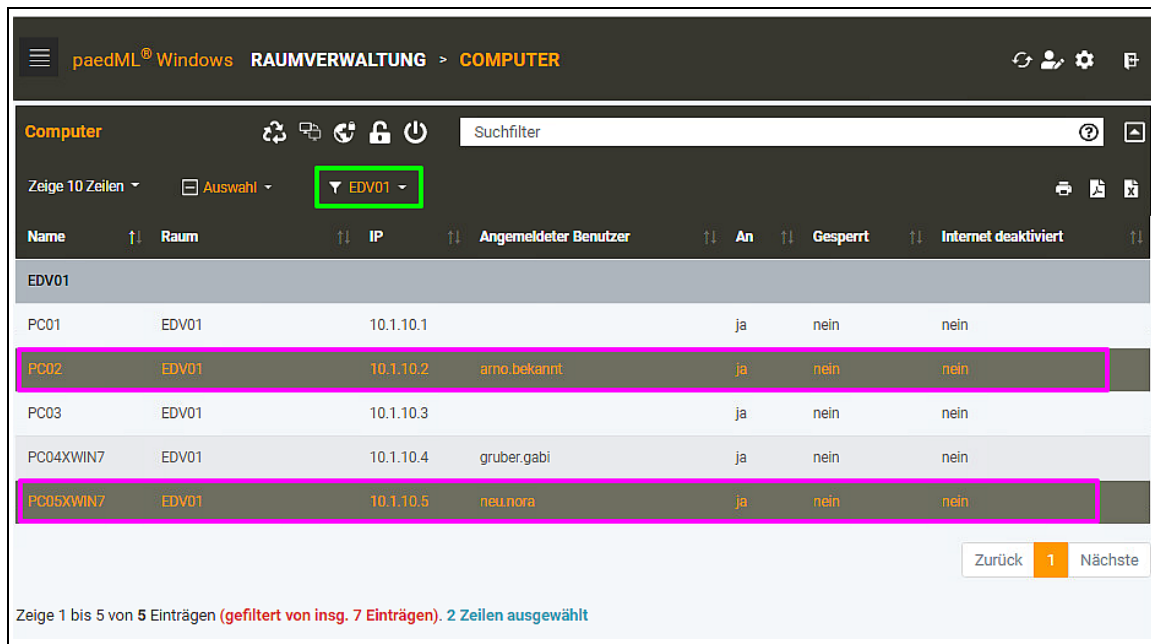 paedML® Windows RAUMVERWALTUNG > COMPUTER
Computer Suchfilter
Zeige 10 Zeilen Auswahl EDV01
Name Raum IP Angemeldeter Benutzer An Gesperrt Internet deaktiviert
EDV01
PC01 EDV01 10.1.10.1 ja nein nein
PC02 EDV01 10.1.10.2 arno.bekannt ja nein nein
PC03 EDV01 10.1.10.3 ja nein nein
PC04XWIN7 EDV01 10.1.10.4 gruber.gabi ja nein nein
PC05XWIN7 EDV01 10.1.10.5 neu.nora ja nein nein
Zurück 1 Nächste
Zeige 1 bis 5 von 5 Einträgen (gefiltert von insg. 7 Einträgen). 2 Zeilen ausgewählt